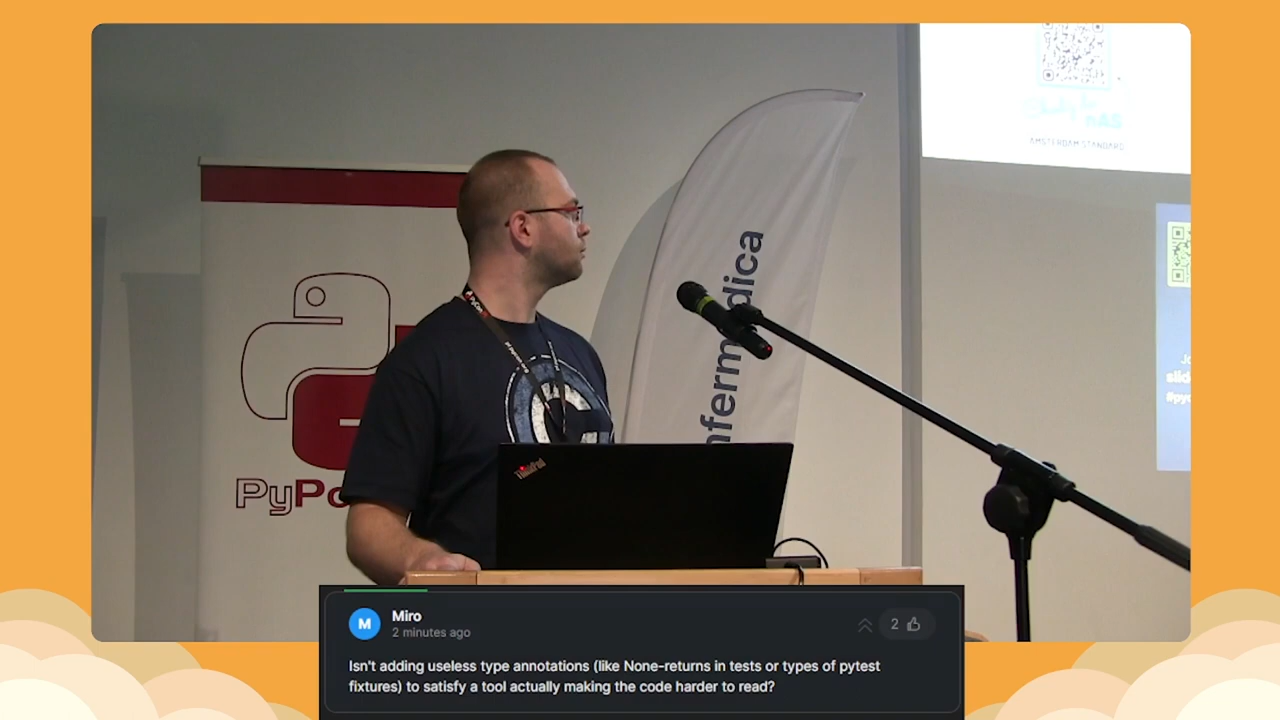 AMSTERDAM STANDARD
nfermedica
PyPo
ThinkPad
M
Miro
2 minutes ago
2
Isn't adding useless type annotations (like None-returns in tests or types of pytest
fixtures) to satisfy a tool actually making the code harder to read?